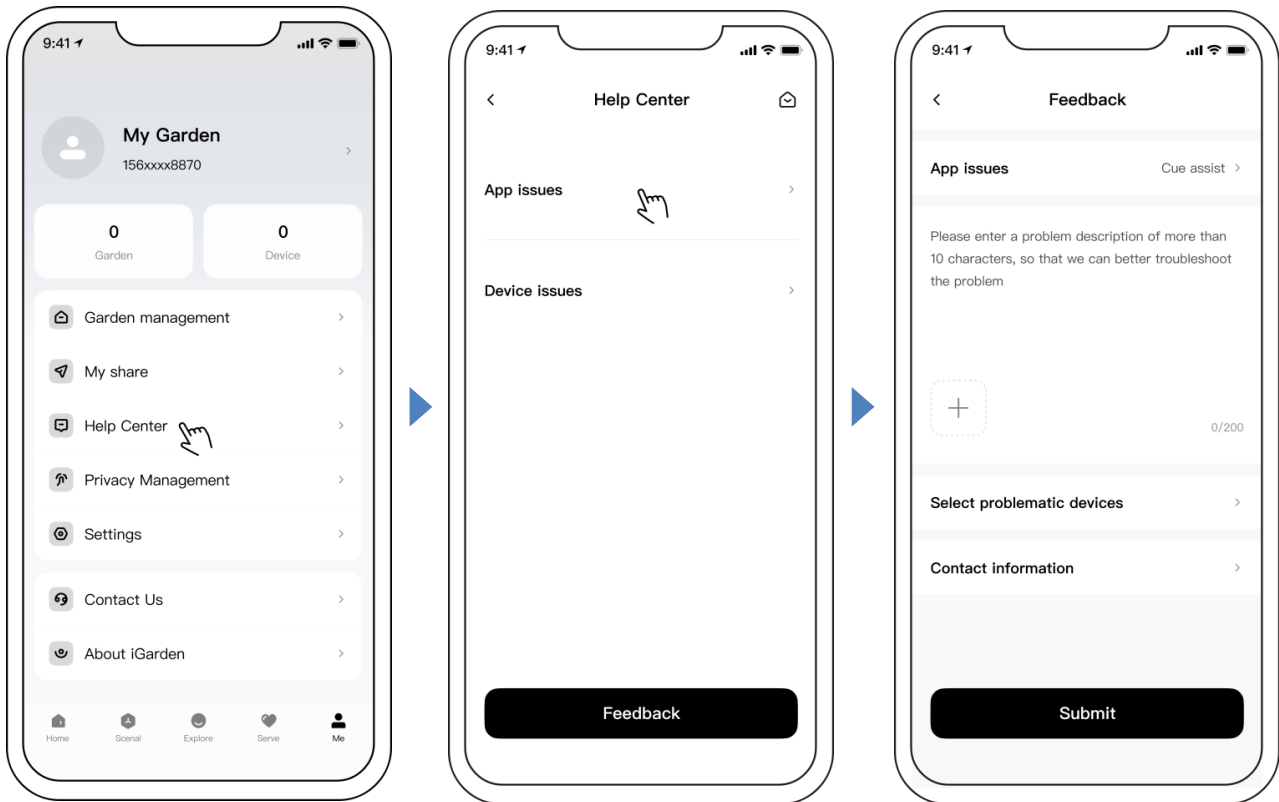 9:41
My Garden
156xxxx8870
0
Garden
0
Device
Garden management
My share
Help Center
Privacy Management
Settings
Contact Us
About iGarden
Home
Scenal
Explore
Serve
Me
9:41
Help Center
App issues
Device issues
Feedback
9:41
Feedback
App issues
Cue assist
Please enter a problem description of more than
10 characters, so that we can better troubleshoot
the problem
0/200
Select problematic devices
Contact information
Submit